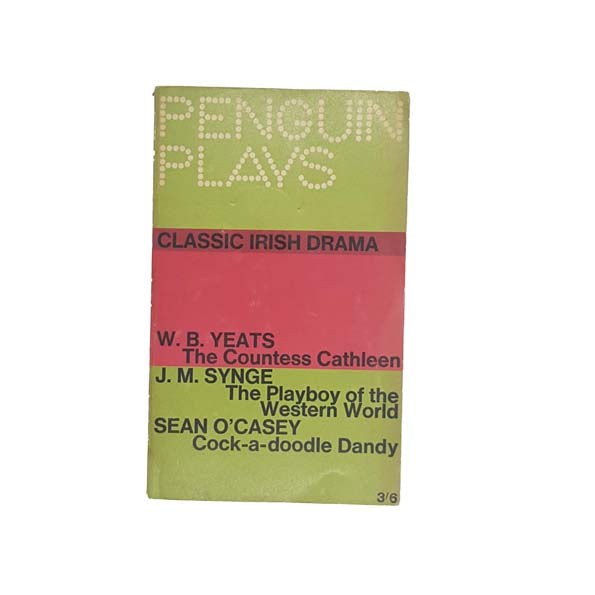 PENGUIN
PLAYS
CLASSIC IRISH DRAMA
W. B. YEATS
The Countess Cathleen
J. M. SYNGE
The Playboy of the
Western World
SEAN O'CASEY
Cock-a-doodle Dandy
3'6